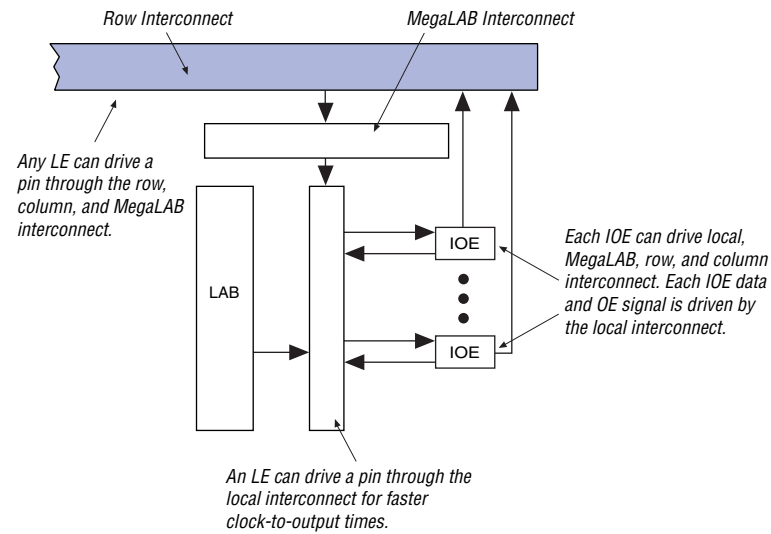 Row Interconnect
MegaLAB Interconnect
Any LE can drive a
pin through the row,
column, and MegaLAB
interconnect.
LAB
IOE
IOE
Each IOE can drive local,
MegaLAB, row, and column
interconnect. Each IOE data
and OE signal is driven by
the local interconnect.
An LE can drive a pin through the
local interconnect for faster
clock-to-output times.